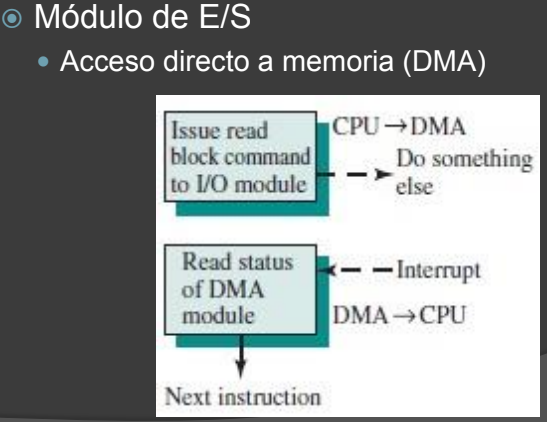 Módulo de E/S
Acceso directo a memoria (DMA)
Issue read
block command
to I/O module
CPU→DMA
Do something
else
Read status
of DMA
module
Interrupt
DMA→CPU
Next instruction